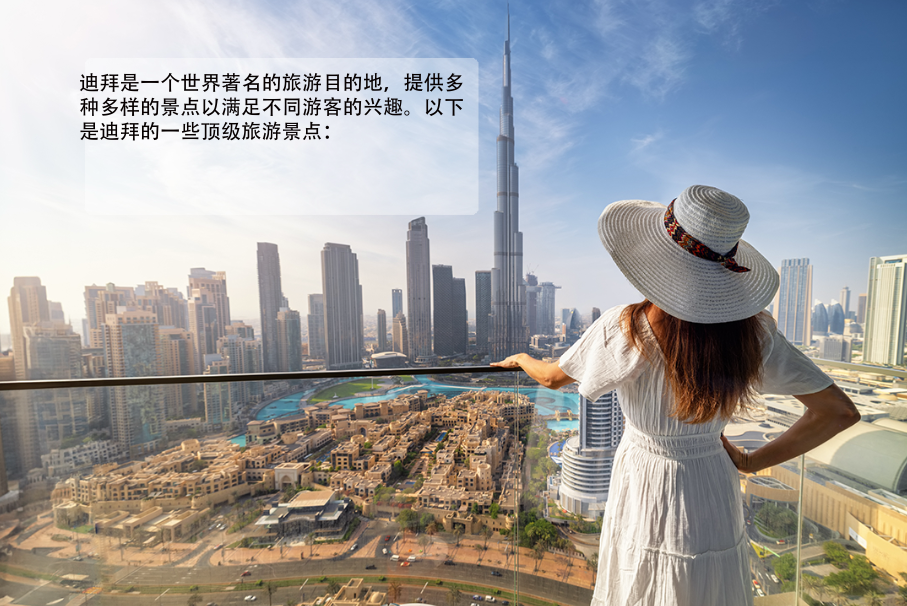 迪拜是一个世界著名的旅游目的地，提供多
种多样的景点以满足不同游客的兴趣。以下
是迪拜的一些顶级旅游景点：